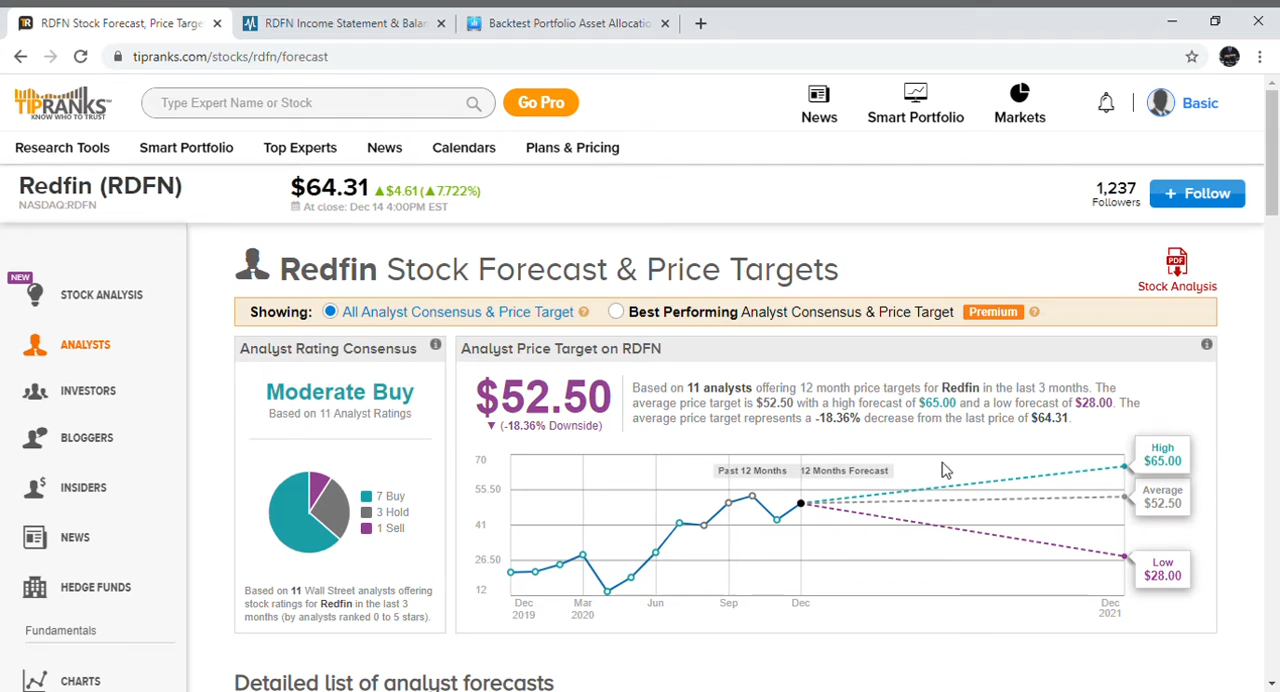 RDFN Stock Forecast, Price Targe
RDFN Income Statement & Balan
Backtest Portfolio Asset Allocatio
tipranks.com/stocks/rdfn/forecast
TIPRANKS
KNOW WHO TO TRUST
Type Expert Name or Stock
Go Pro
News
Smart Portfolio
Markets
Basic
Research Tools
Smart Portfolio
Top Experts
News
Calendars
Plans & Pricing
Redfin (RDFN)
NASDAQ:RDFN
$64.31 ▲$4.61 (▲7.722%)
At close: Dec 14 4:00PM EST
1,237
Followers
+ Follow
NEW
STOCK ANALYSIS
ANALYSTS
INVESTORS
BLOGGERS
INSIDERS
NEWS
HEDGE FUNDS
Fundamentals
CHARTS
Redfin Stock Forecast & Price Targets
PDF
Stock Analysis
Showing: All Analyst Consensus & Price Target ? Best Performing Analyst Consensus & Price Target Premium ?
Analyst Rating Consensus
Moderate Buy
Based on 11 Analyst Ratings
7 Buy
3 Hold
1 Sell
Based on 11 Wall Street analysts offering
stock ratings for Redfin in the last 3
months (by analysts ranked 0 to 5 stars).
Analyst Price Target on RDFN
$52.50
▼ (-18.36% Downside)
Based on 11 analysts offering 12 month price targets for Redfin in the last 3 months. The
average price target is $52.50 with a high forecast of $65.00 and a low forecast of $28.00. The
average price target represents a -18.36% decrease from the last price of $64.31.
70
55.50
41
26.50
12
Past 12 Months
12 Months Forecast
High
$65.00
Average
$52.50
Low
$28.00
Dec
2019
Mar
2020
Jun
Sep
Dec
Dec
2021
Detailed list of analyst forecasts